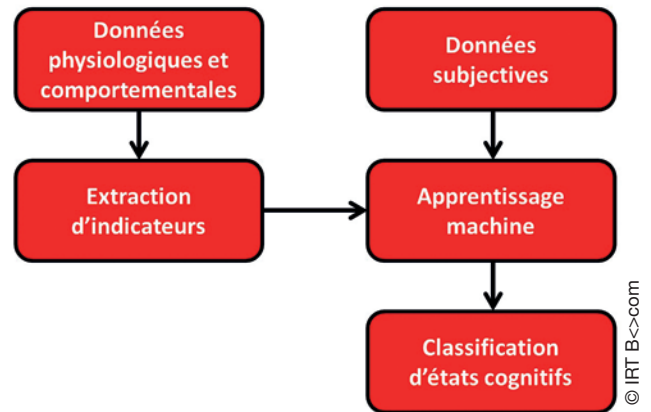 Données
physiologiques et
comportementales
Données
subjectives
Extraction
d'indicateurs
Apprentissage
machine
Classification
d'états cognitifs
© IRT B<>com